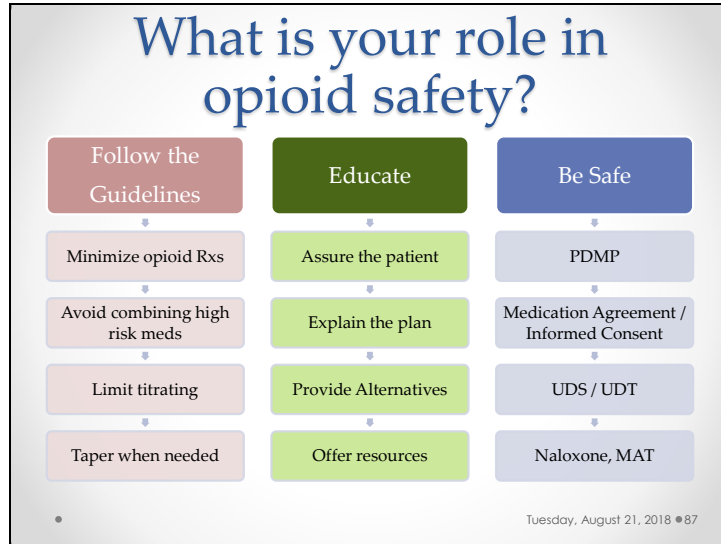 What is your role in
opioid safety?
Follow the
Guidelines
Minimize opioid Rxs
Avoid combining high
risk meds
Limit titrating
Taper when needed
Educate
Assure the patient
Explain the plan
Provide Alternatives
Offer resources
Be Safe
PDMP
Medication Agreement /
Informed Consent
UDS / UDT
Naloxone, MAT
Tuesday, August 21, 2018 ● 87